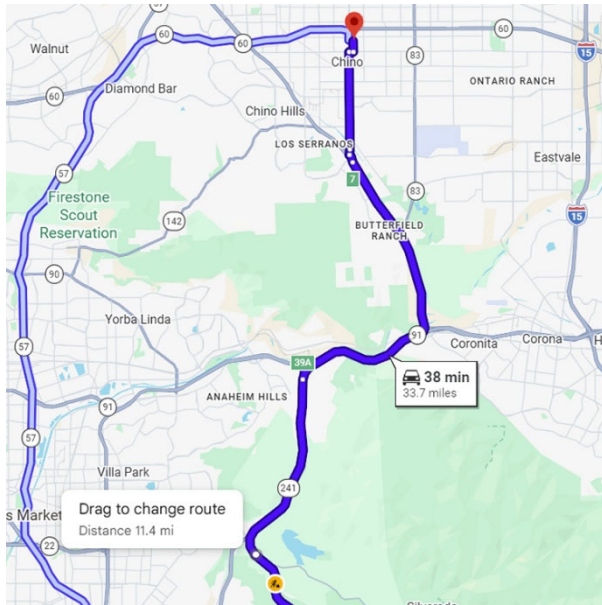 57
60
60
60
Walnut
Chino
83
ONTARIO RANCH
15
Diamond Bar
60
Chino Hills
LOS SERRANOS
Eastvale
57
7
83
Firestone
Scout
Reservation
142
15
BUTTERFIELD
RANCH
90
Yorba Linda
91
57
Coronita
Corona
H
39A
38 min
33.7 miles
ANAHEIM HILLS
91
57
Villa Park
241
Drag to change route
Distance 11.4 mi
s Market
22